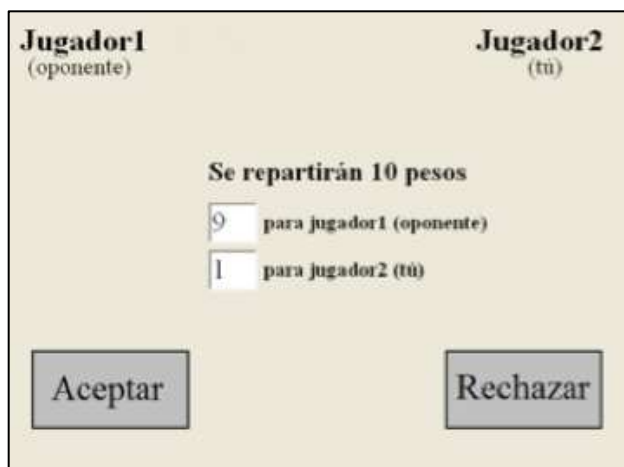 Jugador1
(oponente)
Jugador2
(tú)
Se repartirán 10 pesos
9 para jugador1 (oponente)
1 para jugador2 (tú)
Aceptar
Rechazar